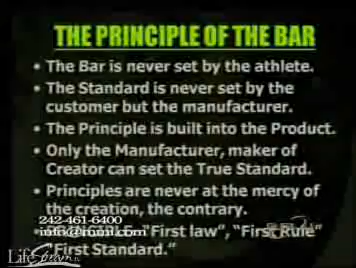 THE PRINCIPLE OF THE BAR
• The Bar is never set by the athlete.
• The Standard is never set by the
customer but the manufacturer.
• The Principle is built into the Product.
• Only the Manufacturer, maker of
Creator can set the True Standard.
• Principles are never at the mercy of
the creation, the contrary.
242-461-6400
"First law", "First Rule"
"First Standard."